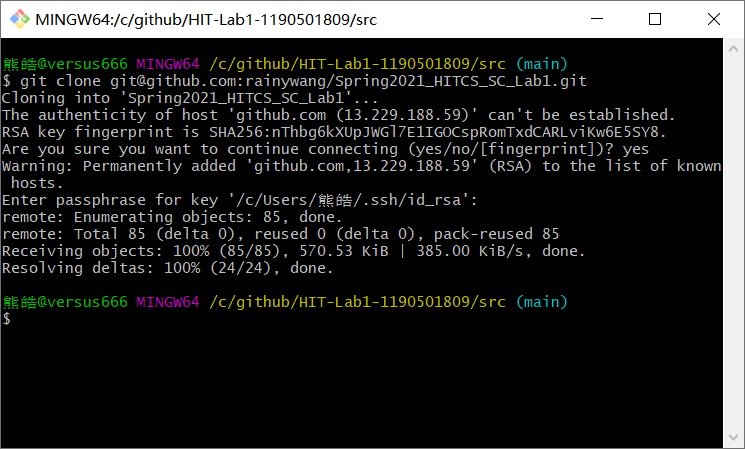 MINGW64:/c/github/HIT-Lab1-1190501809/src
熊皓@versus666 MINGW64 /c/github/HIT-Lab1-1190501809/src (main)
$ git clone git@github.com:rainywang/Spring2021_HITCS_SC_Lab1.git
Cloning into 'Spring2021_HITCS_SC_Lab1'...
The authenticity of host 'github.com (13.229.188.59)' can't be established.
RSA key fingerprint is SHA256:nThbg6kXUpJWGl7E1IGOCspRomTxdCARLviKw6E5SY8.
Are you sure you want to continue connecting (yes/no/[fingerprint])? yes
Warning: Permanently added 'github.com,13.229.188.59' (RSA) to the list of known
 hosts.
Enter passphrase for key '/c/Users/熊皓/.ssh/id_rsa':
remote: Enumerating objects: 85, done.
remote: Total 85 (delta 0), reused 0 (delta 0), pack-reused 85
Receiving objects: 100% (85/85), 570.53 KiB | 385.00 KiB/s, done.
Resolving deltas: 100% (24/24), done.
熊皓@versus666 MINGW64 /c/github/HIT-Lab1-1190501809/src (main)
$